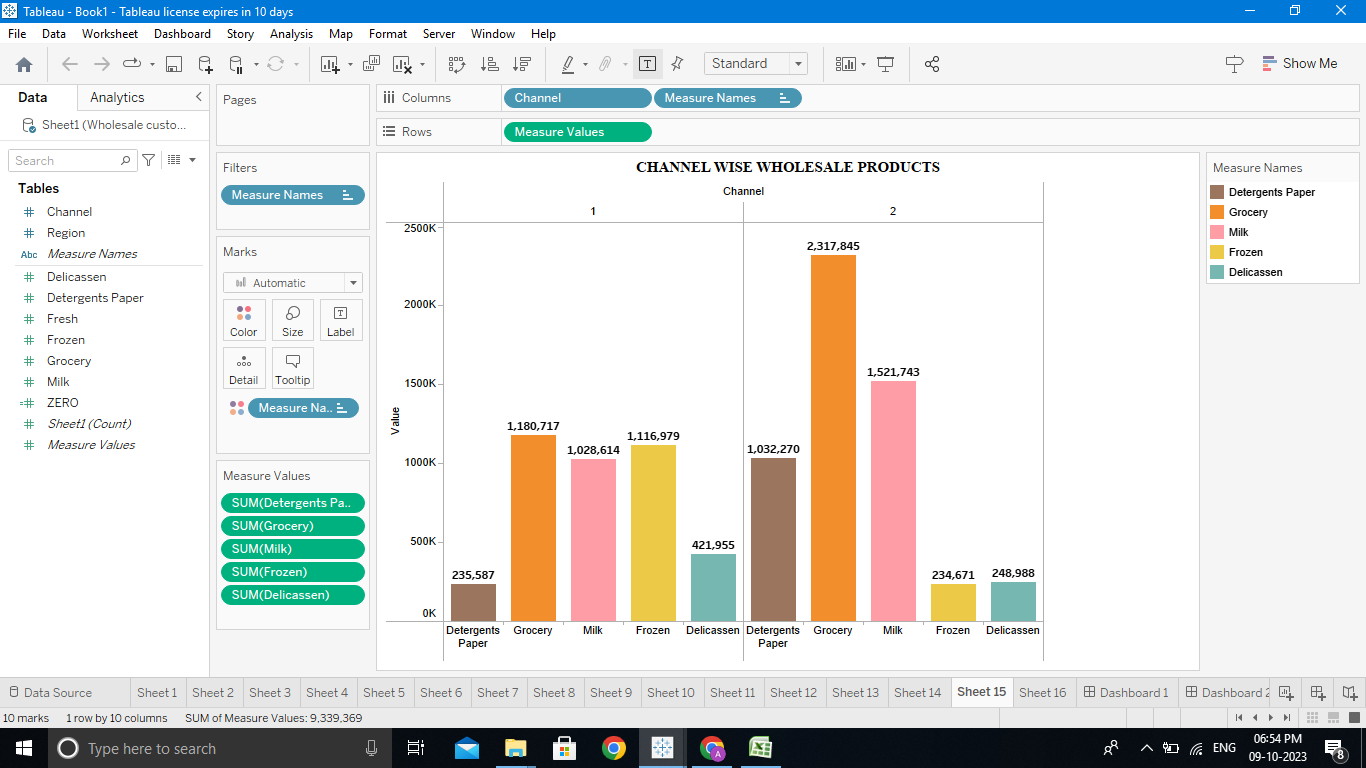 Tableau - Book1 - Tableau license expires in 10 days
File Data Worksheet Dashboard Story Analysis Map Format Server Window Help
Standard
Show Me
Data Analytics
Sheet1 (Wholesale custo...
Search
Tables
Channel
Region
Abc Measure Names
Delicassen
Detergents Paper
Fresh
Frozen
Grocery
Milk
ZERO
Sheet1 (Count)
Measure Values
Pages
Filters
Measure Names
Marks
Automatic
Color Size Label
Detail Tooltip
Measure Na..
Measure Values
SUM(Detergents Pa..
SUM(Grocery)
SUM(Milk)
SUM(Frozen)
SUM(Delicassen)
Columns Channel Measure Names
Rows Measure Values
CHANNEL WISE WHOLESALE PRODUCTS
Channel
1 2
2500K
2000K
1500K
1000K
500K
0K
Value
235,587
1,180,717
1,028,614
1,116,979
421,955
1,032,270
2,317,845
1,521,743
234,671
248,988
Detergents Grocery Milk Frozen Delicassen Detergents Grocery Milk Frozen Delicassen
Paper Paper
Measure Names
Detergents Paper
Grocery
Milk
Frozen
Delicassen
Data Source Sheet 1 Sheet 2 Sheet 3 Sheet 4 Sheet 5 Sheet 6 Sheet 7 Sheet 8 Sheet 9 Sheet 10 Sheet 11 Sheet 12 Sheet 13 Sheet 14 Sheet 15 Sheet 16 Dashboard 1 Dashboard 2
10 marks 1 row by 10 columns SUM of Measure Values: 9,339,369
Type here to search
A
ENG
06:54 PM
09-10-2023
8